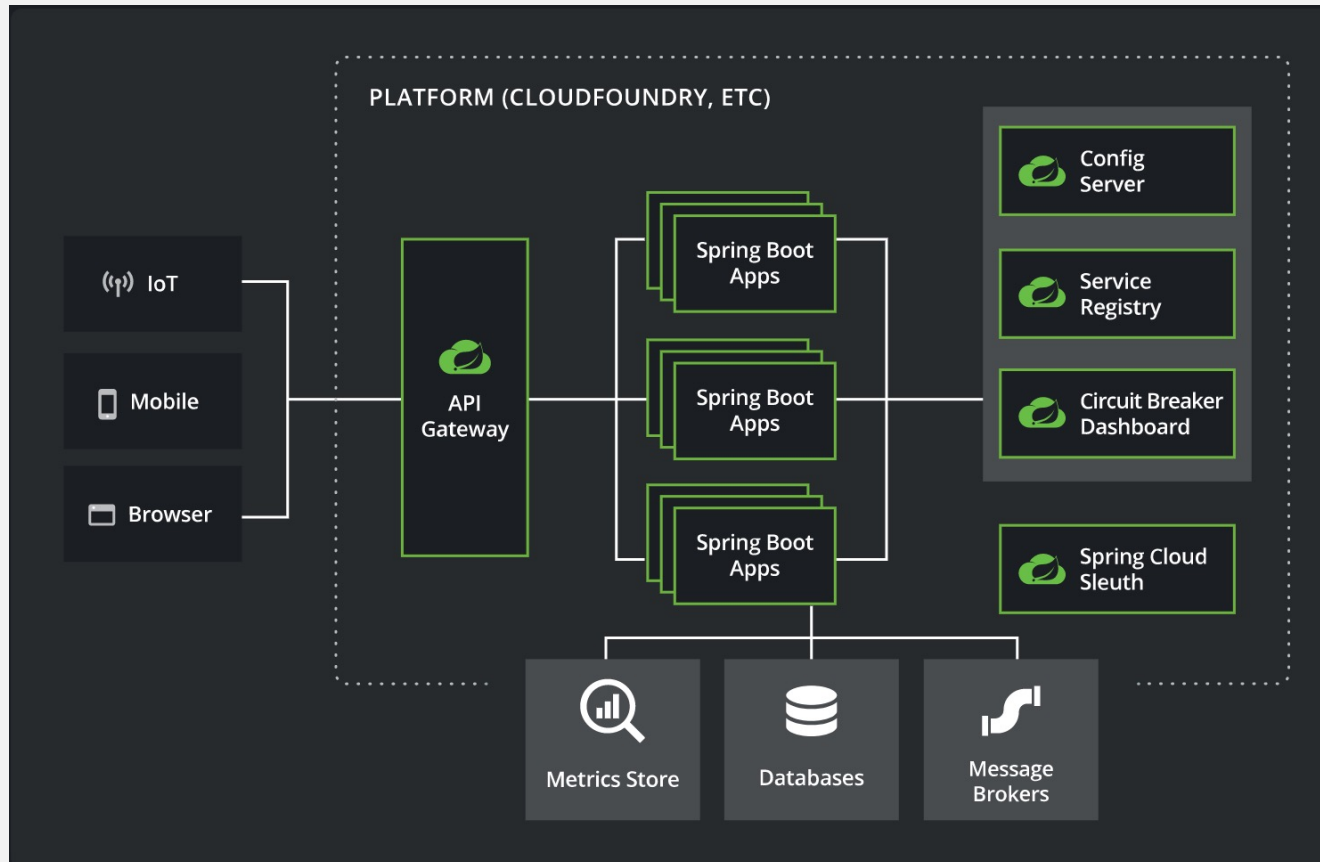 PLATFORM (CLOUDFOUNDRY, ETC)
IoT
Mobile
Browser
API
Gateway
Spring Boot
Apps
Spring Boot
Apps
Spring Boot
Apps
Config
Server
Service
Registry
Circuit Breaker
Dashboard
Spring Cloud
Sleuth
Metrics Store
Databases
Message
Brokers